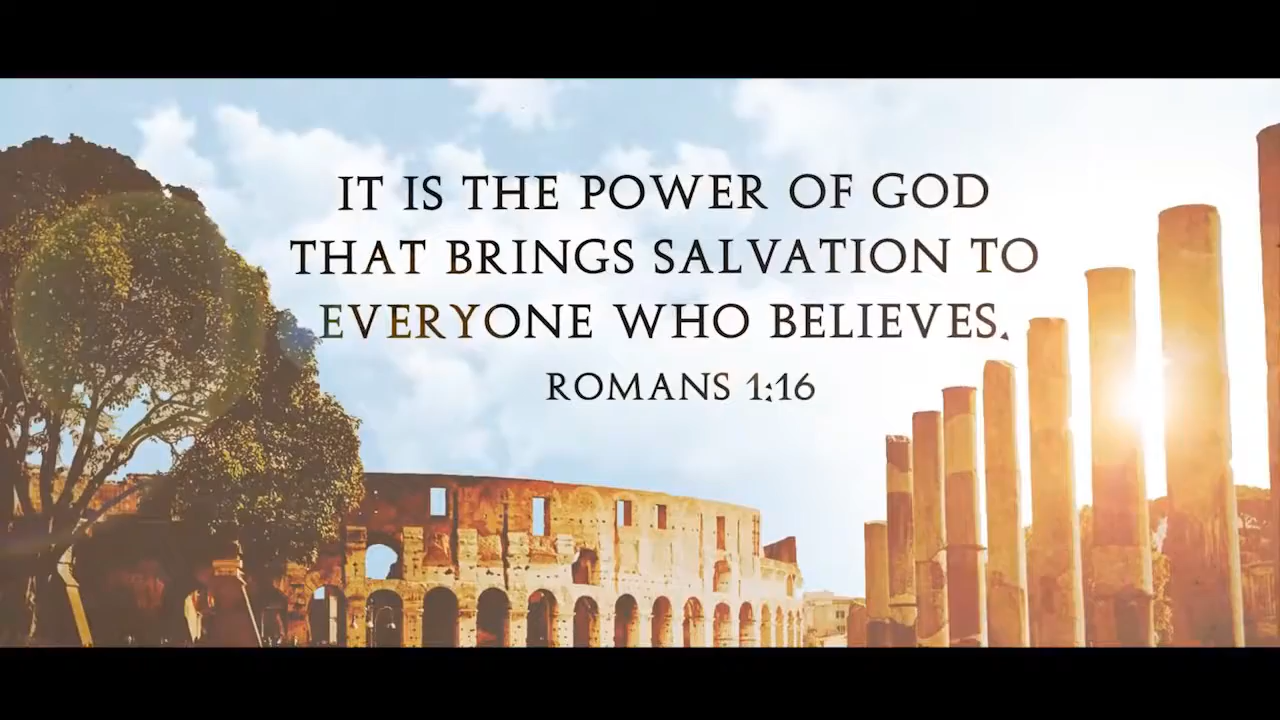 IT IS THE POWER OF GOD
THAT BRINGS SALVATION TO
EVERYONE WHO BELIEVES.
ROMANS 1:16